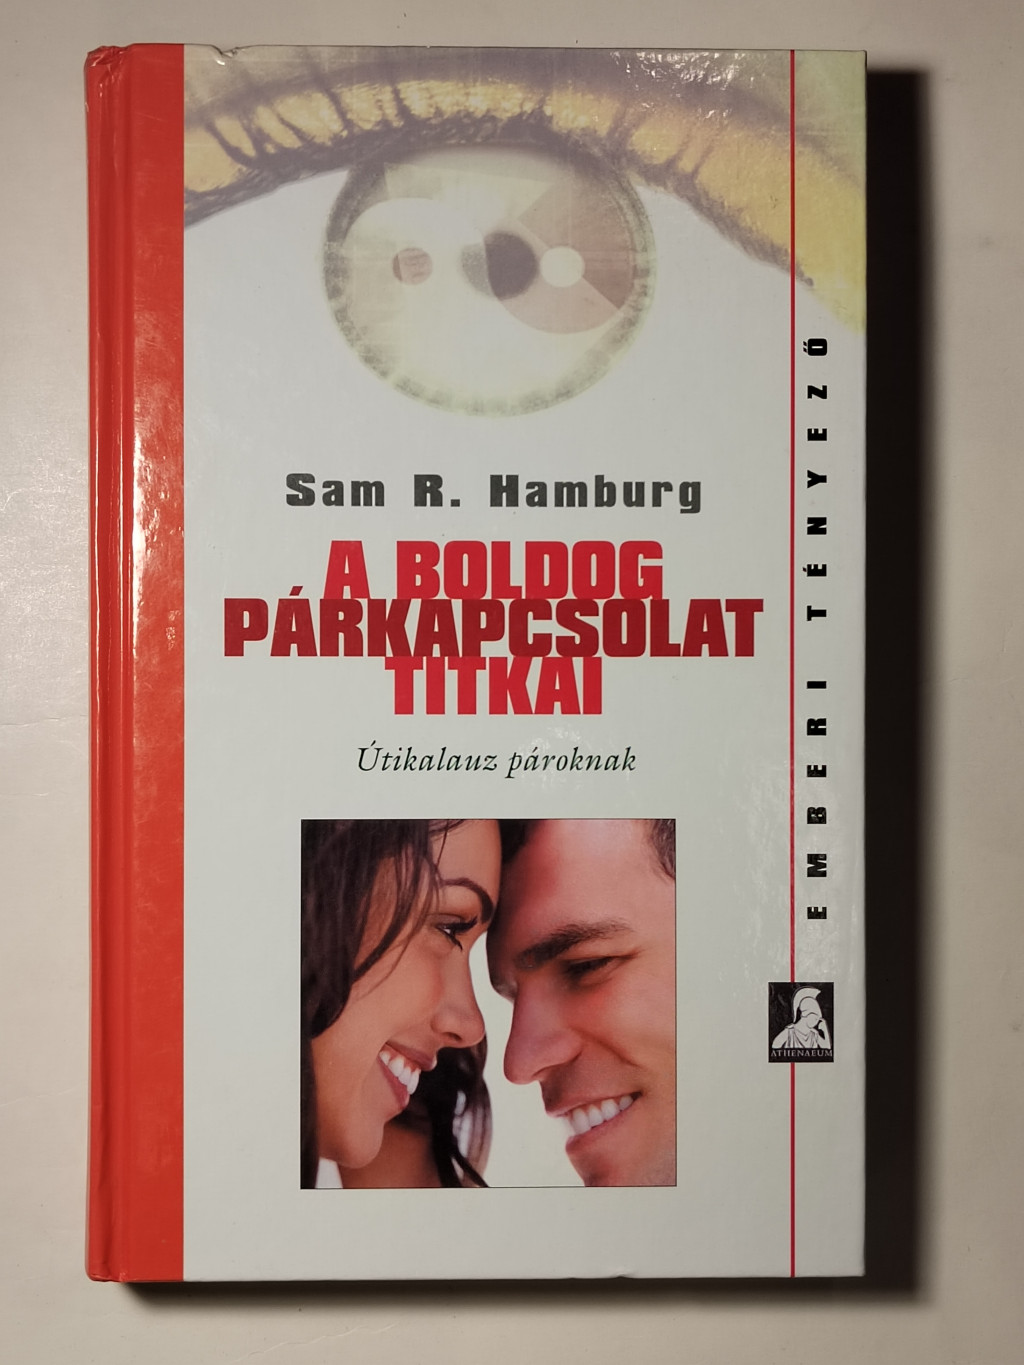 Sam R. Hamburg
A BOLDOG
PÁRKAPCSOLAT
TITKAI
Útikalauz pároknak
EMBERI TÉNYEZŐ
ATHENAEUM